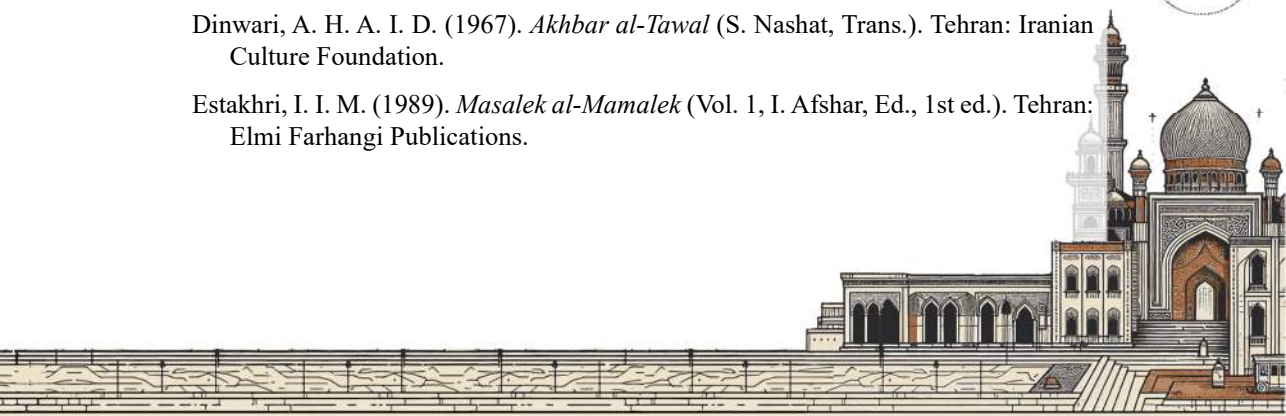 Dinwari, A. H. A. I. D. (1967). Akhbar al-Tawal (S. Nashat, Trans.). Tehran: Iranian
Culture Foundation.
Estakhri, I. I. M. (1989). Masalek al-Mamalek (Vol. 1, I. Afshar, Ed., 1st ed.). Tehran:
Elmi Farhangi Publications.